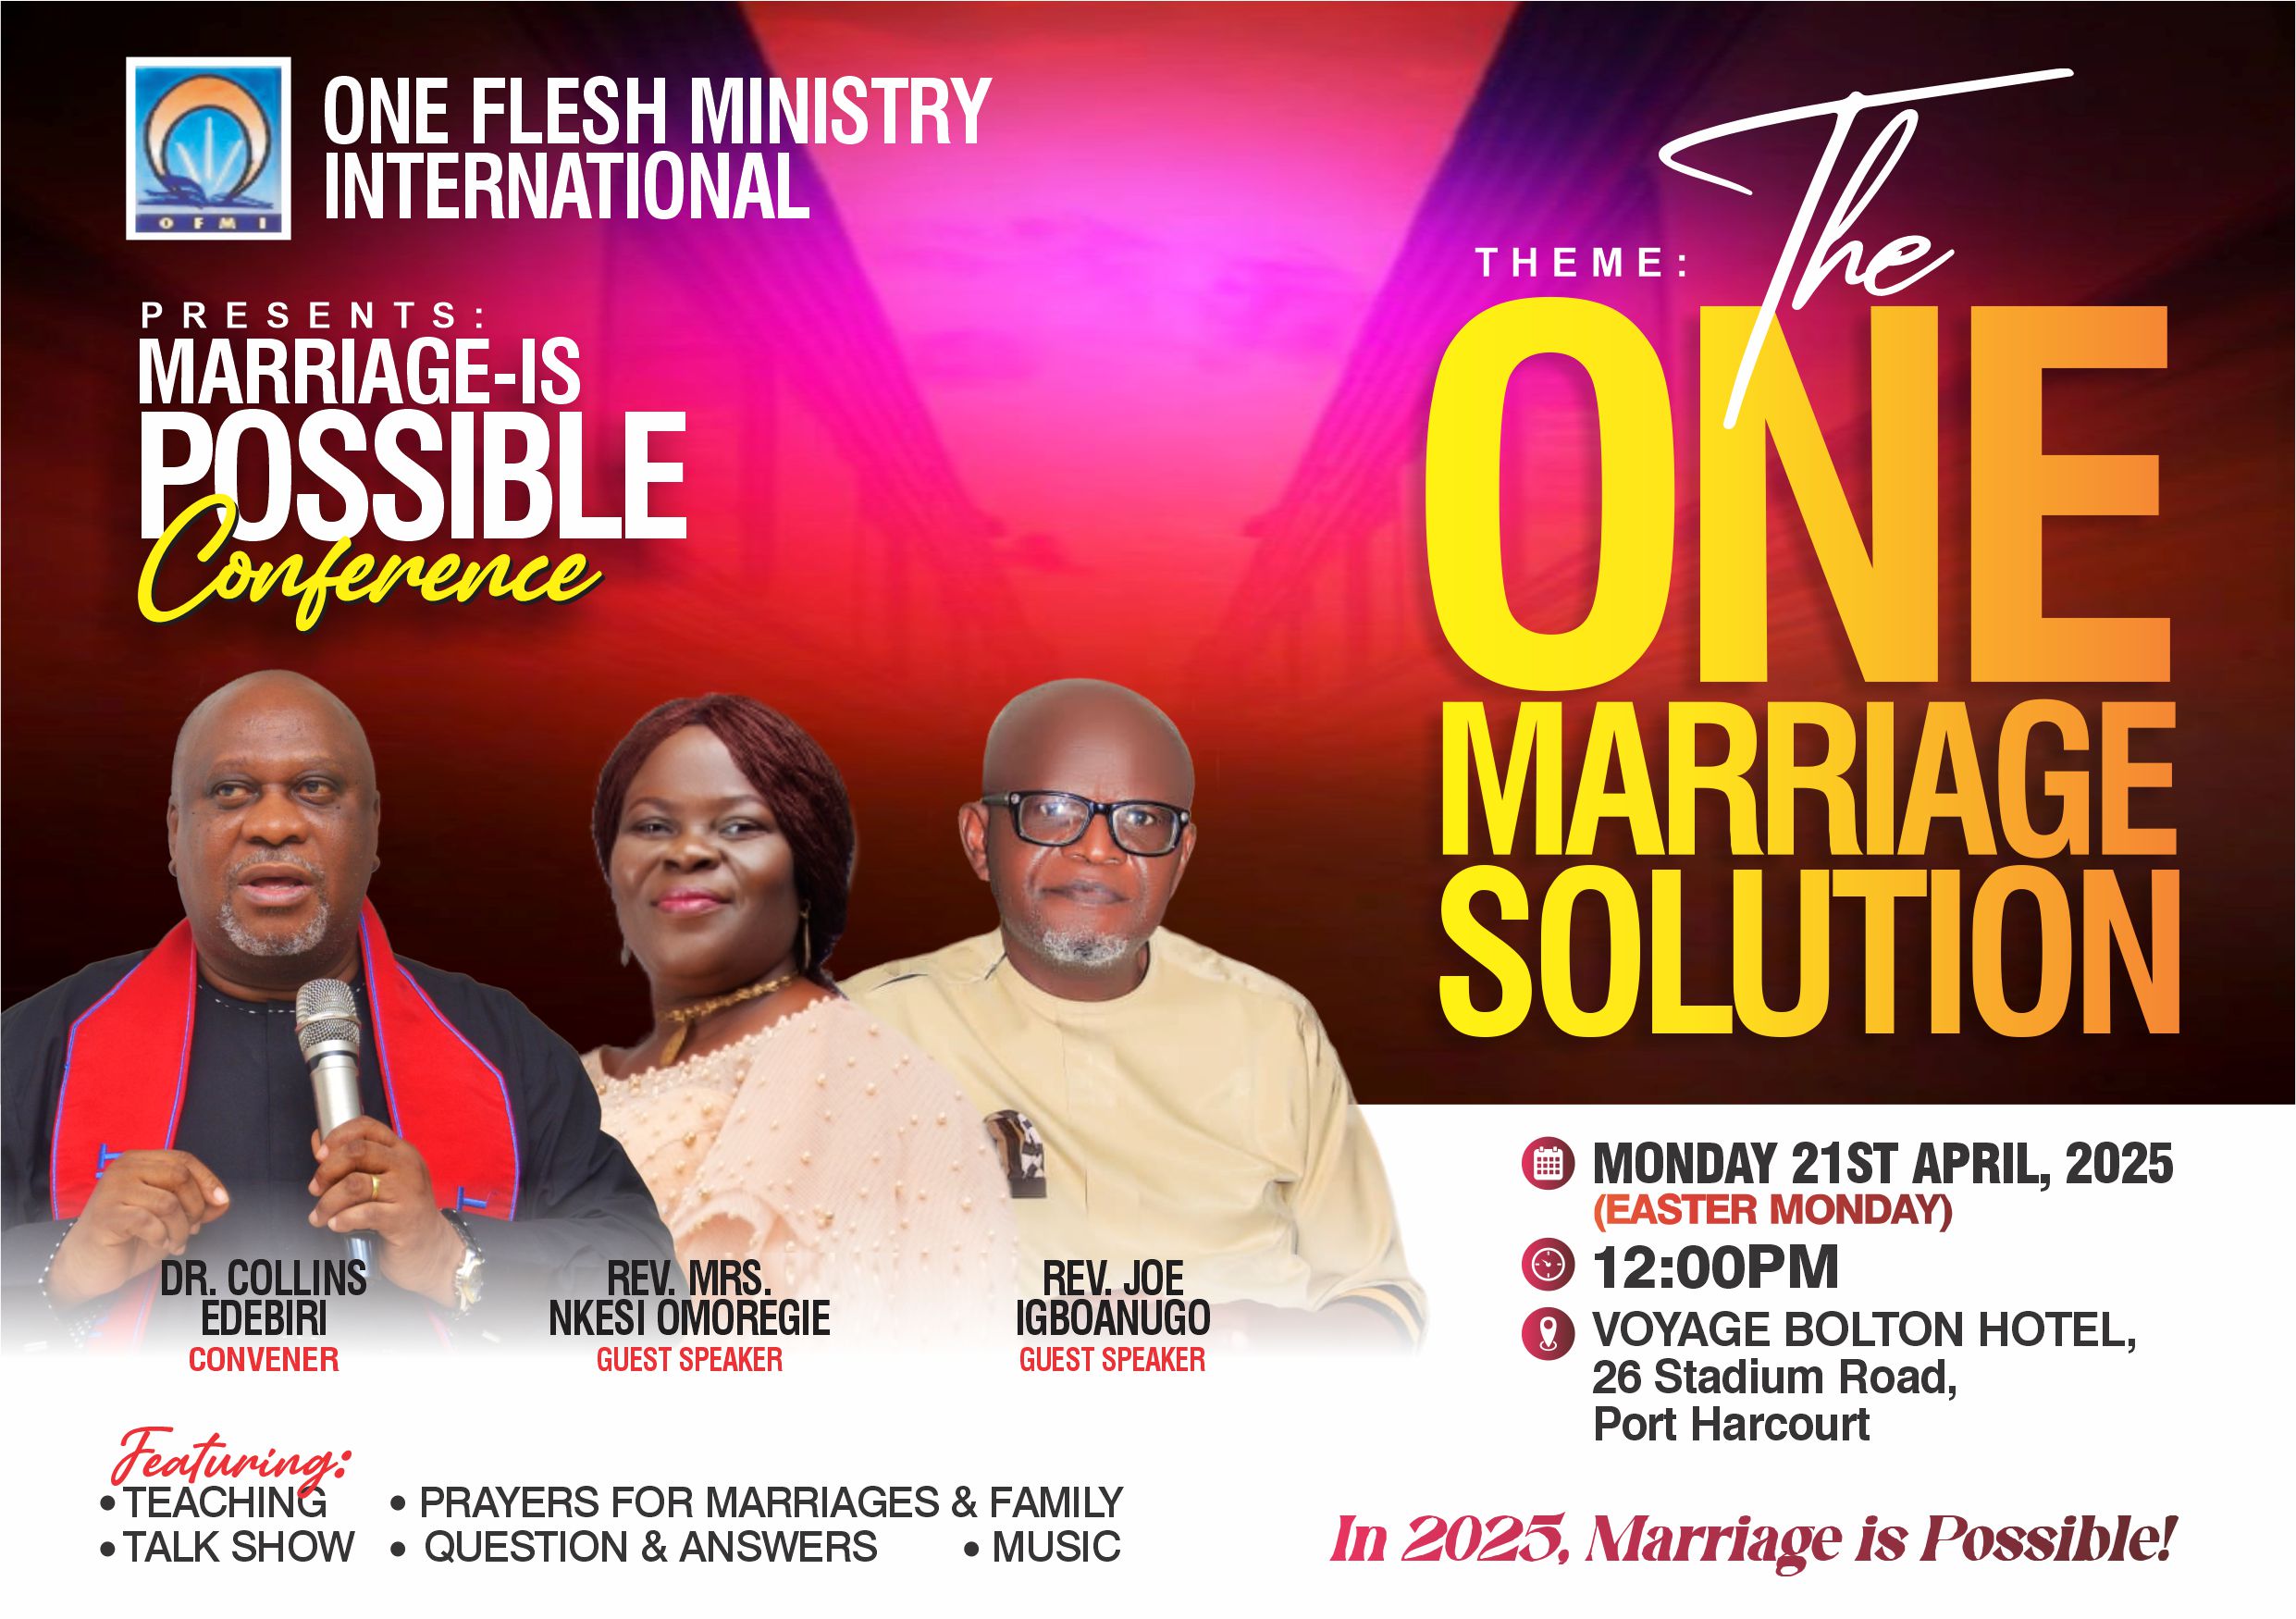 OFMI
ONE FLESH MINISTRY
INTERNATIONAL
PRESENTS:
MARRIAGE-IS
POSSIBLE
Conference
THEME: The
ONE
MARRIAGE
SOLUTION
DR. COLLINS
EDEBIRI
CONVENER
REV. MRS.
NKESI OMOREGIE
GUEST SPEAKER
REV. JOE
IGBOANUGO
GUEST SPEAKER
MONDAY 21ST APRIL, 2025
(EASTER MONDAY)
12:00PM
VOYAGE BOLTON HOTEL,
26 Stadium Road,
Port Harcourt
Featuring:
• TEACHING • PRAYERS FOR MARRIAGES & FAMILY
• TALK SHOW • QUESTION & ANSWERS • MUSIC
In 2025, Marriage is Possible!